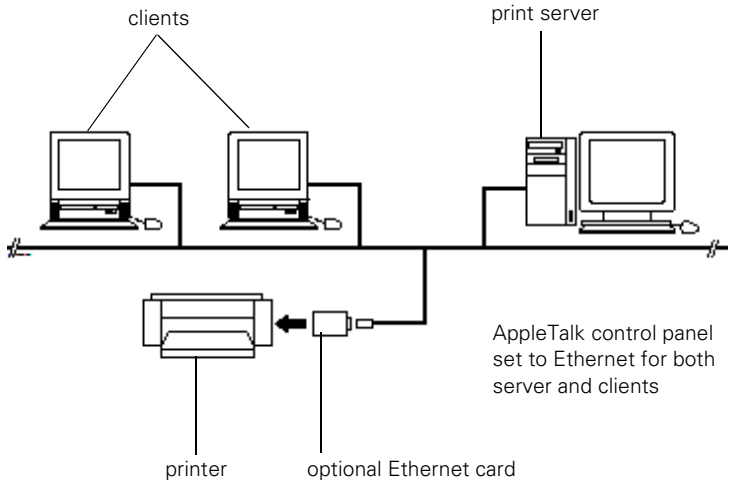 clients
print server
AppleTalk control panel
set to Ethernet for both
server and clients
printer
optional Ethernet card